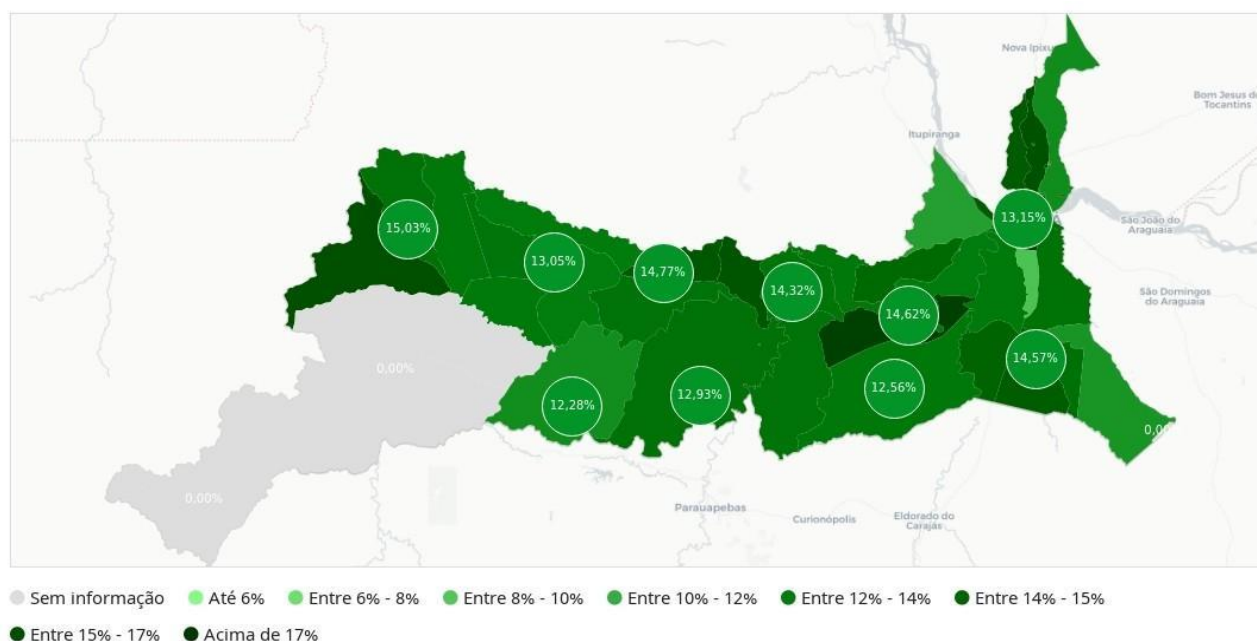 Nova Ipixu
Bom Jesus d
Tocantins
Itupiranga
15,03%
13,15%
São João do
Araguaia
13,05%
14,77%
14,32%
São Domingos
do Araguaia
14,62%
0,00%
14,57%
12,28%
12,93%
12,56%
0,0
0,00%
Parauapebas
Curionópolis
Eldorado do
Carajás
Sem informação Até 6% Entre 6% - 8% Entre 8% - 10% Entre 10% - 12% Entre 12% - 14% Entre 14% - 15%
Entre 15% - 17% Acima de 17%